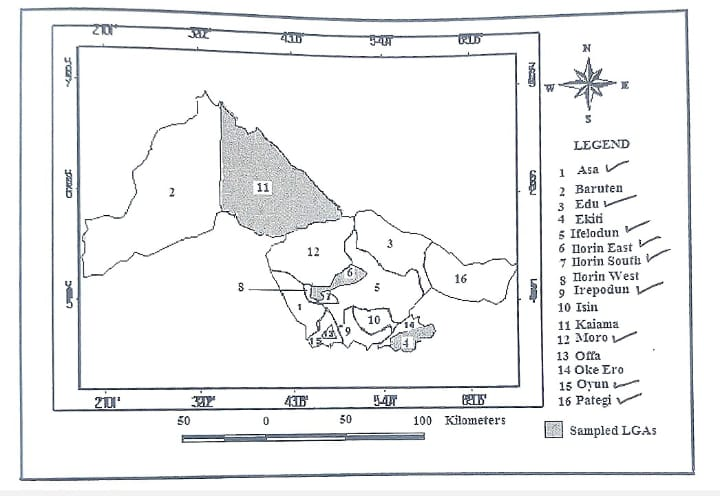 N
W E
S
LEGEND
1 Asa
2 Baruten
3 Edu
4 Ekiti
5 Ifelodun
6 Ilorin East
7 Ilorin South
8 Ilorin West
9 Irepodun
10 Isin
11 Kaiama
12 Moro
13 Offa
14 Oke Ero
15 Oyun
16 Pategi
Sampled LGAs
2
11
12
3
16
6
8
7
5
1
10
9
14
13
15
4
50 0 50 100 Kilometers